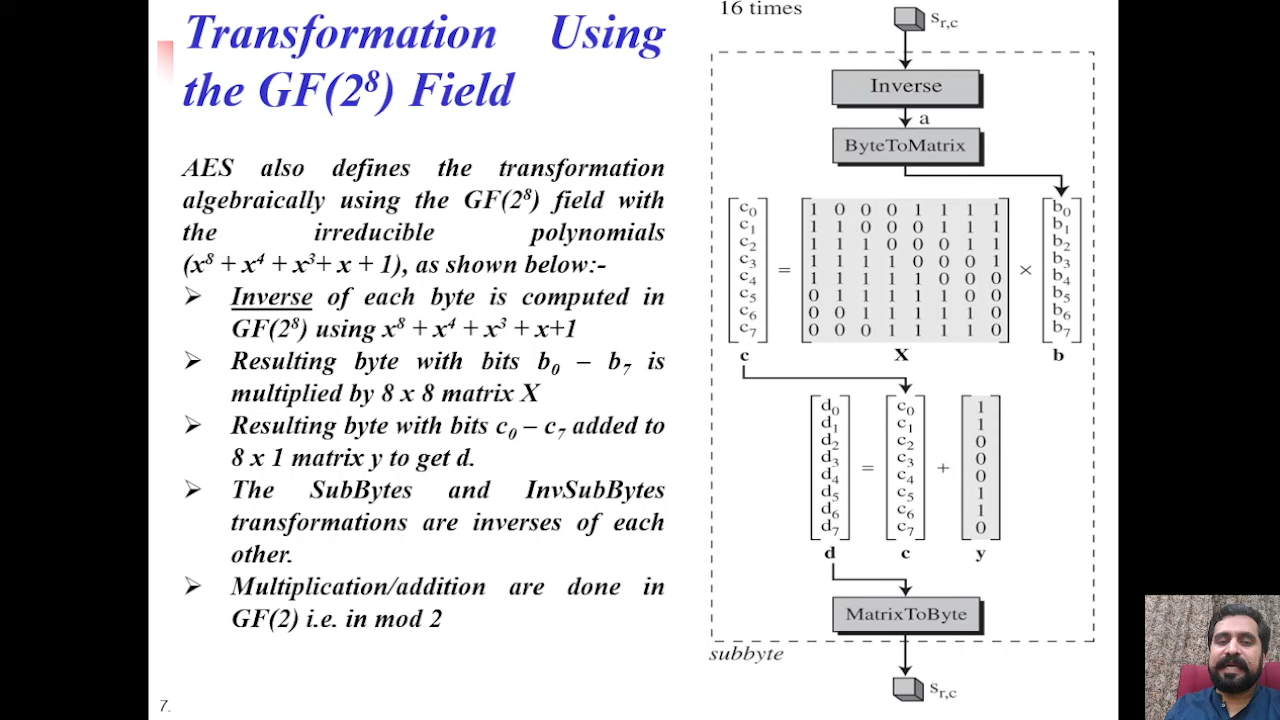 Transformation Using
the GF(2⁸) Field
AES also defines the transformation
algebraically using the GF(2⁸) field with
the irreducible polynomials
(x⁸ + x⁴ + x³+ x + 1), as shown below:-
➢ Inverse of each byte is computed in
GF(2⁸) using x⁸ + x⁴ + x³ + x+1
➢ Resulting byte with bits b₀ – b₇ is
multiplied by 8 x 8 matrix X
➢ Resulting byte with bits c₀ – c₇ added to
8 x 1 matrix y to get d.
➢ The SubBytes and InvSubBytes
transformations are inverses of each
other.
➢ Multiplication/addition are done in
GF(2) i.e. in mod 2
7.
16 times
s_r,c
Inverse
a
ByteToMatrix
c₀ 1 0 0 0 1 1 1 1 b₀
c₁ 1 1 0 0 0 1 1 1 b₁
c₂ 1 1 1 0 0 0 1 1 b₂
c₃ 1 1 1 1 0 0 0 1 b₃
= ×
c₄ 1 1 1 1 1 0 0 0 b₄
c₅ 0 1 1 1 1 1 0 0 b₅
c₆ 0 0 1 1 1 1 1 0 b₆
c₇ 0 0 0 1 1 1 1 0 b₇
c X b
d₀ c₀ 1
d₁ c₁ 1
d₂ c₂ 0
d₃ c₃ 0
= +
d₄ c₄ 0
d₅ c₅ 1
d₆ c₆ 1
d₇ c₇ 0
d c y
MatrixToByte
subbyte
s_r,c